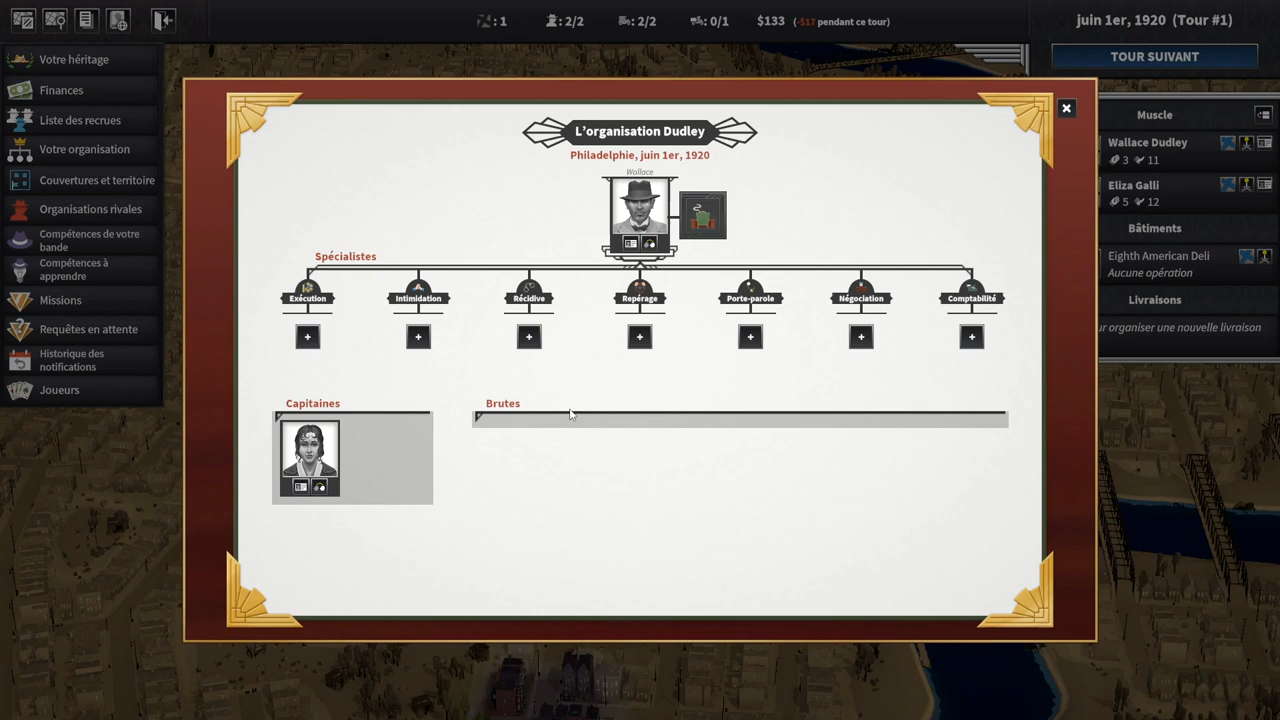 : 1
: 2/2
: 2/2
: 0/1
$133 (-$17 pendant ce tour)
juin 1er, 1920 (Tour #1)
TOUR SUIVANT
Votre héritage
Finances
Liste des recrues
Votre organisation
Couvertures et territoire
Organisations rivales
Compétences de votre
bande
Compétences à
apprendre
Missions
Requêtes en attente
Historique des
notifications
Joueurs
L'organisation Dudley
Philadelphie, juin 1er, 1920
Wallace
Spécialistes
Exécution
Intimidation
Récidive
Repérage
Porte-parole
Négociation
Comptabilité
+
+
+
+
+
+
+
Capitaines
Brutes
Muscle
Wallace Dudley
3 11
Eliza Galli
5 12
Bâtiments
Eighth American Deli
Aucune opération
Livraisons
ur organiser une nouvelle livraison